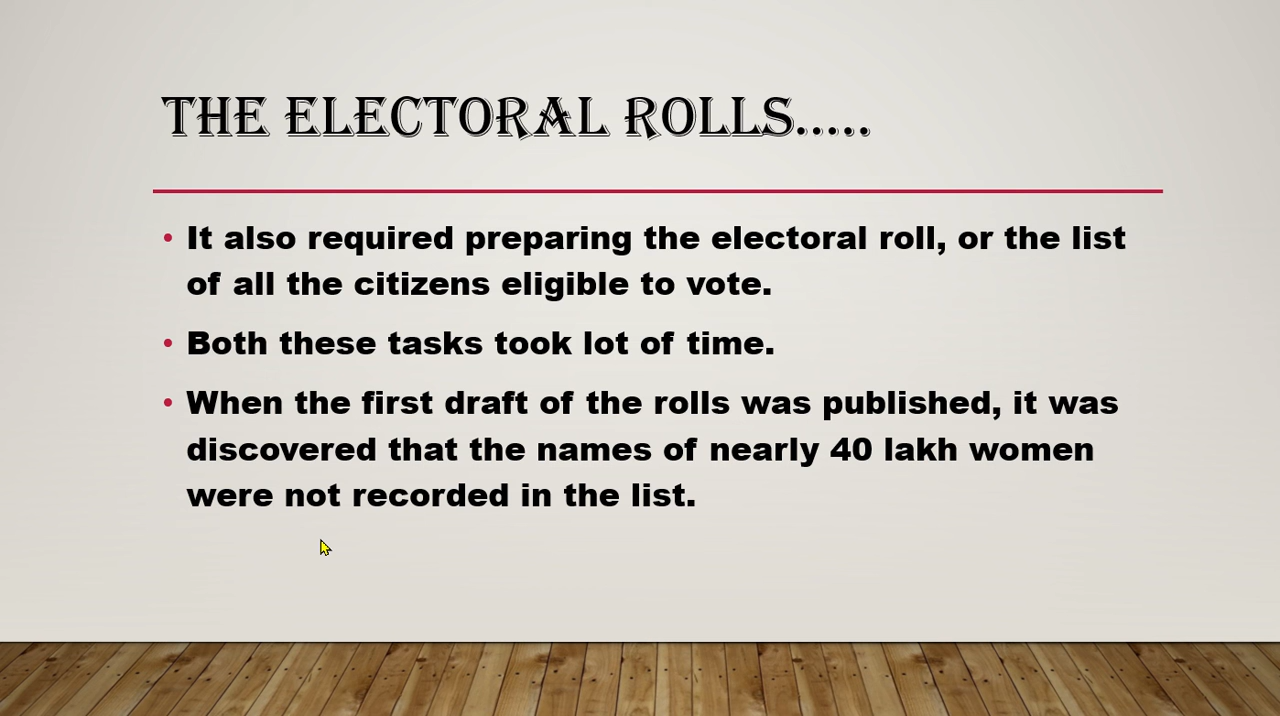 THE ELECTORAL ROLLS.....
• It also required preparing the electoral roll, or the list
of all the citizens eligible to vote.
• Both these tasks took lot of time.
• When the first draft of the rolls was published, it was
discovered that the names of nearly 40 lakh women
were not recorded in the list.